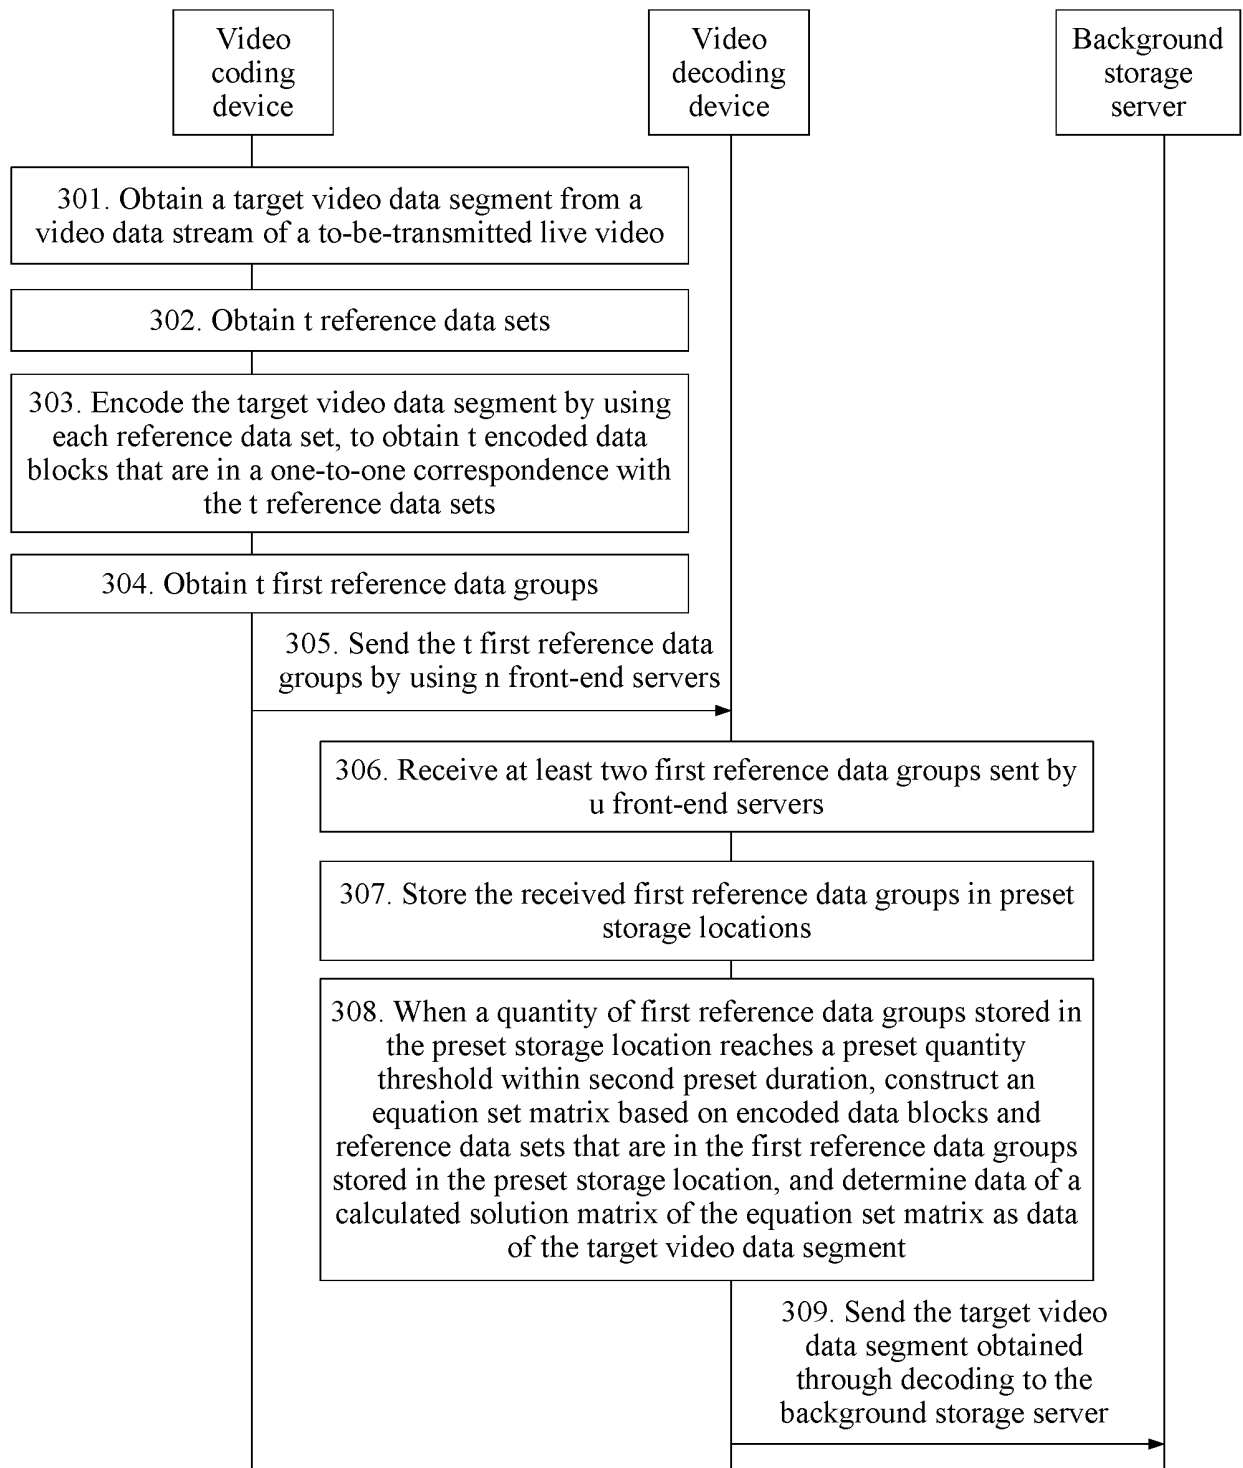 Video
coding
device
Video
decoding
device
Background
storage
server
301. Obtain a target video data segment from a
video data stream of a to-be-transmitted live video
302. Obtain t reference data sets
303. Encode the target video data segment by using
each reference data set, to obtain t encoded data
blocks that are in a one-to-one correspondence with
the t reference data sets
304. Obtain t first reference data groups
305. Send the t first reference data
groups by using n front-end servers
306. Receive at least two first reference data groups sent by
u front-end servers
307. Store the received first reference data groups in preset
storage locations
308. When a quantity of first reference data groups stored in
the preset storage location reaches a preset quantity
threshold within second preset duration, construct an
equation set matrix based on encoded data blocks and
reference data sets that are in the first reference data groups
stored in the preset storage location, and determine data of a
calculated solution matrix of the equation set matrix as data
of the target video data segment
309. Send the target video
data segment obtained
through decoding to the
background storage server